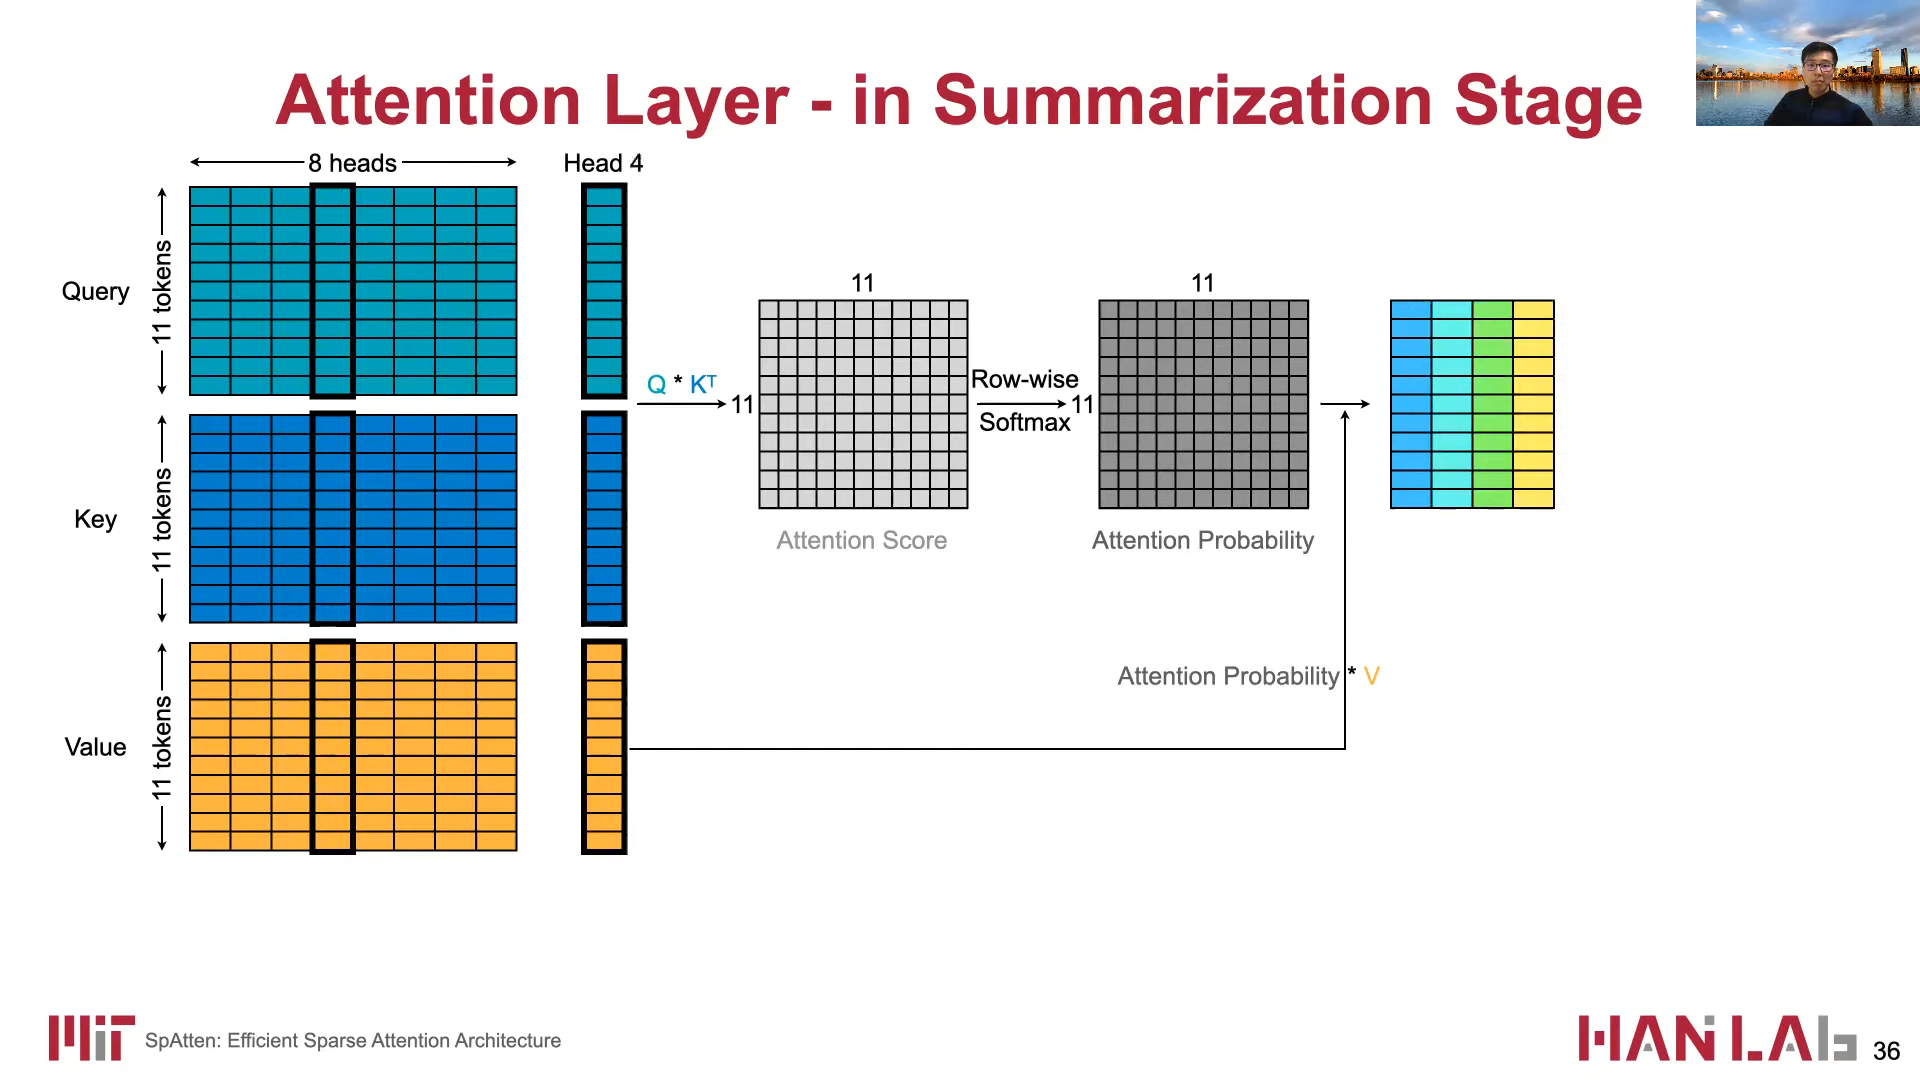 Attention Layer - in Summarization Stage
8 heads
Head 4
Query
11 tokens
Key
11 tokens
Value
11 tokens
Q * Kᵀ
11
11
Attention Score
Row-wise
Softmax
11
11
Attention Probability
Attention Probability * V
MIT
SpAtten: Efficient Sparse Attention Architecture
HAN LAb
36